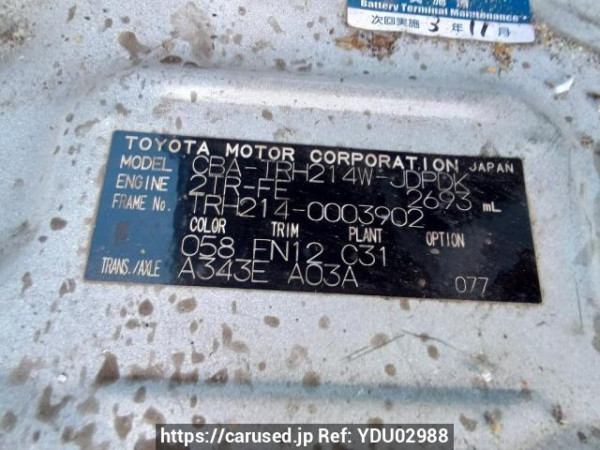 Battery Terminal Maintenance
次回実施 3 年 11 月
TOYOTA MOTOR CORPORATION JAPAN
MODEL CBA-TRH214W-JDPDK
ENGINE 2TR-FE 2693 mL
FRAME No. TRH214-0003902
COLOR TRIM PLANT OPTION
058 FN12 C31
TRANS./AXLE A343E A03A 077
https://carused.jp Ref: YDU02988